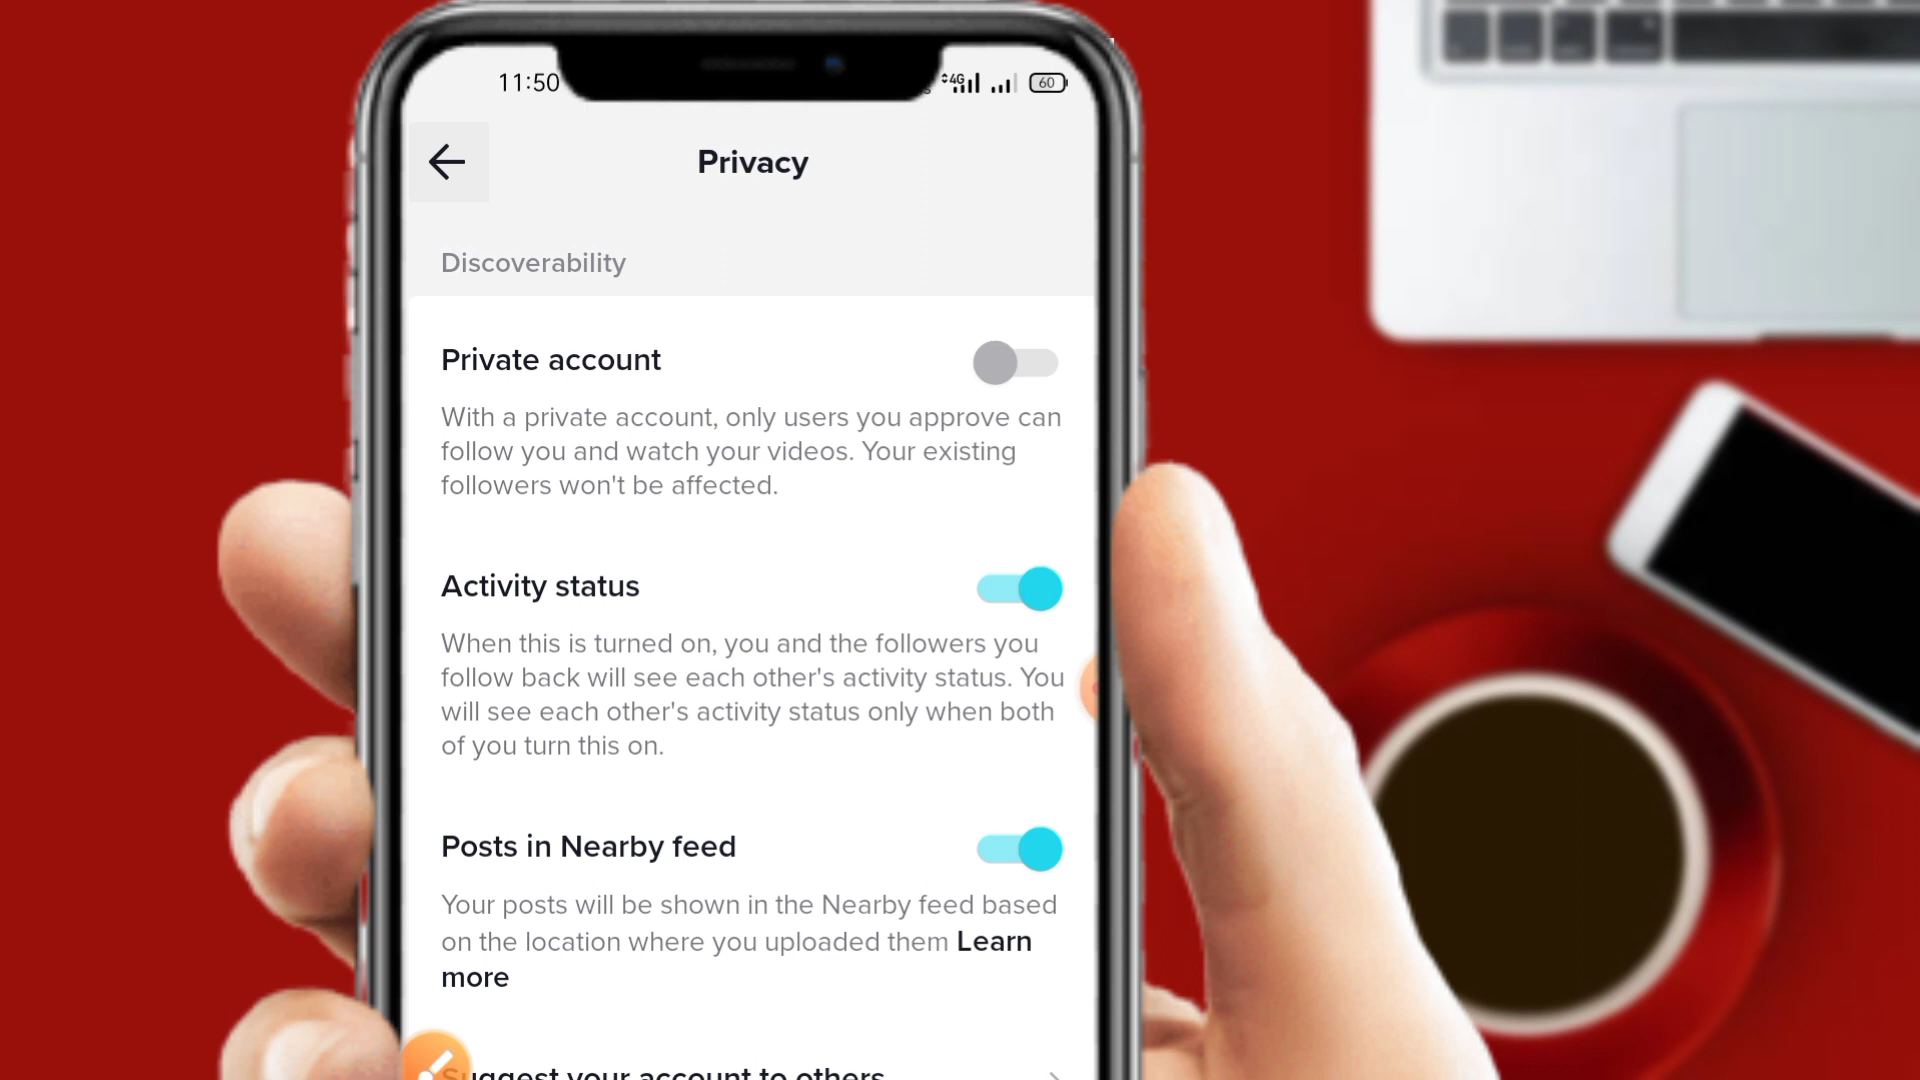 11:50
4G
60
Privacy
Discoverability
Private account
With a private account, only users you approve can
follow you and watch your videos. Your existing
followers won't be affected.
Activity status
When this is turned on, you and the followers you
follow back will see each other's activity status. You
will see each other's activity status only when both
of you turn this on.
Posts in Nearby feed
Your posts will be shown in the Nearby feed based
on the location where you uploaded them Learn
more
Suggest your account to others